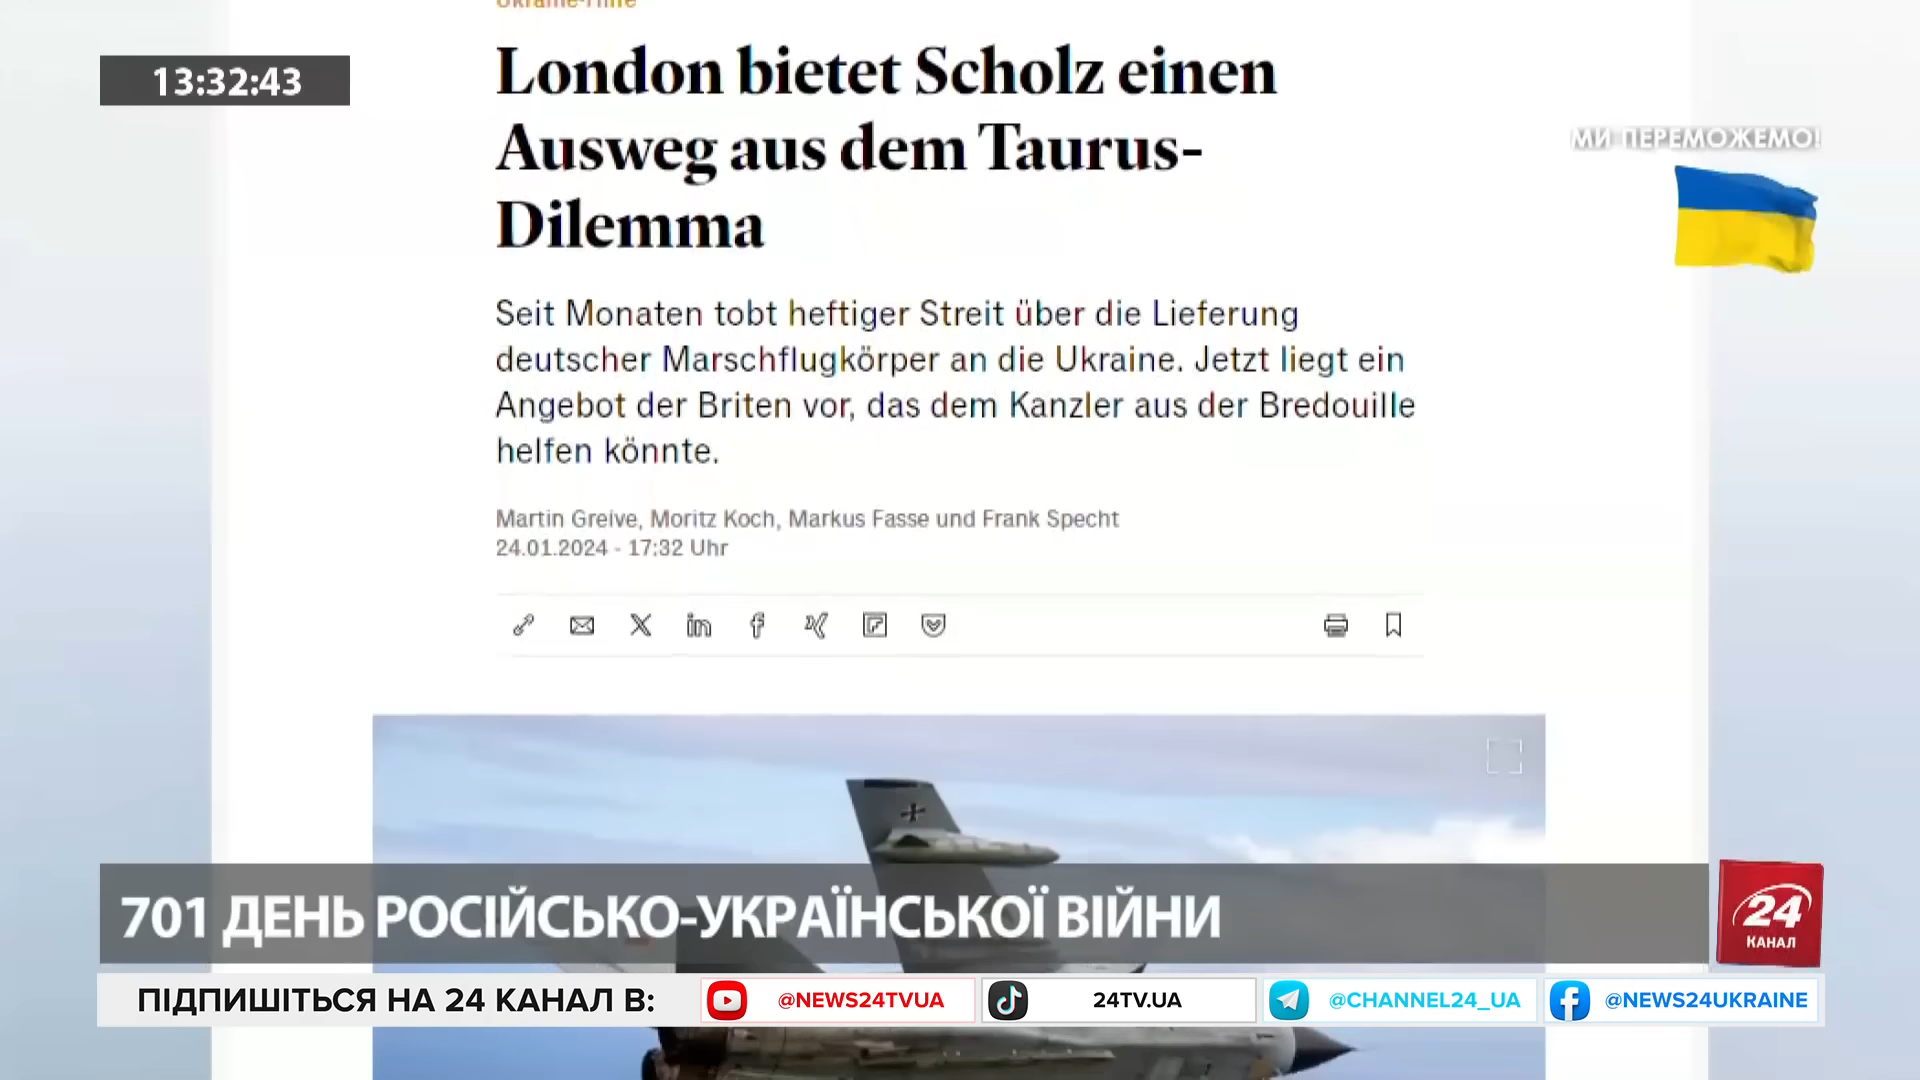 Ukraine-Hilfe
13:32:43
London bietet Scholz einen
Ausweg aus dem Taurus-
Dilemma
МИ ПЕРЕМОЖЕМО!
Seit Monaten tobt heftiger Streit über die Lieferung
deutscher Marschflugkörper an die Ukraine. Jetzt liegt ein
Angebot der Briten vor, das dem Kanzler aus der Bredouille
helfen könnte.
Martin Greive, Moritz Koch, Markus Fasse und Frank Specht
24.01.2024 - 17:32 Uhr
701 ДЕНЬ РОСІЙСЬКО-УКРАЇНСЬКОЇ ВІЙНИ
24
КАНАЛ
ПІДПИШІТЬСЯ НА 24 КАНАЛ В:
@NEWS24TVUA
24TV.UA
@CHANNEL24_UA
@NEWS24UKRAINE